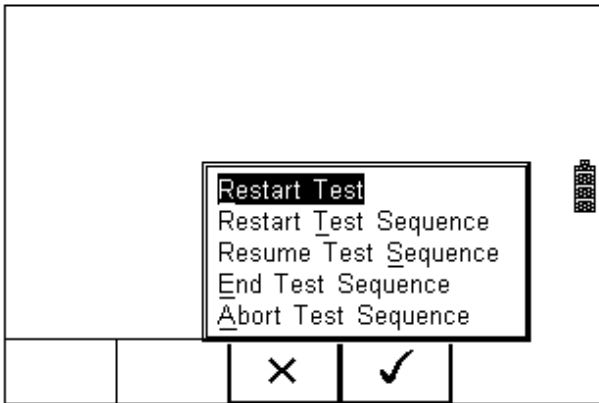 Restart Test
Restart Test Sequence
Resume Test Sequence
End Test Sequence
Abort Test Sequence